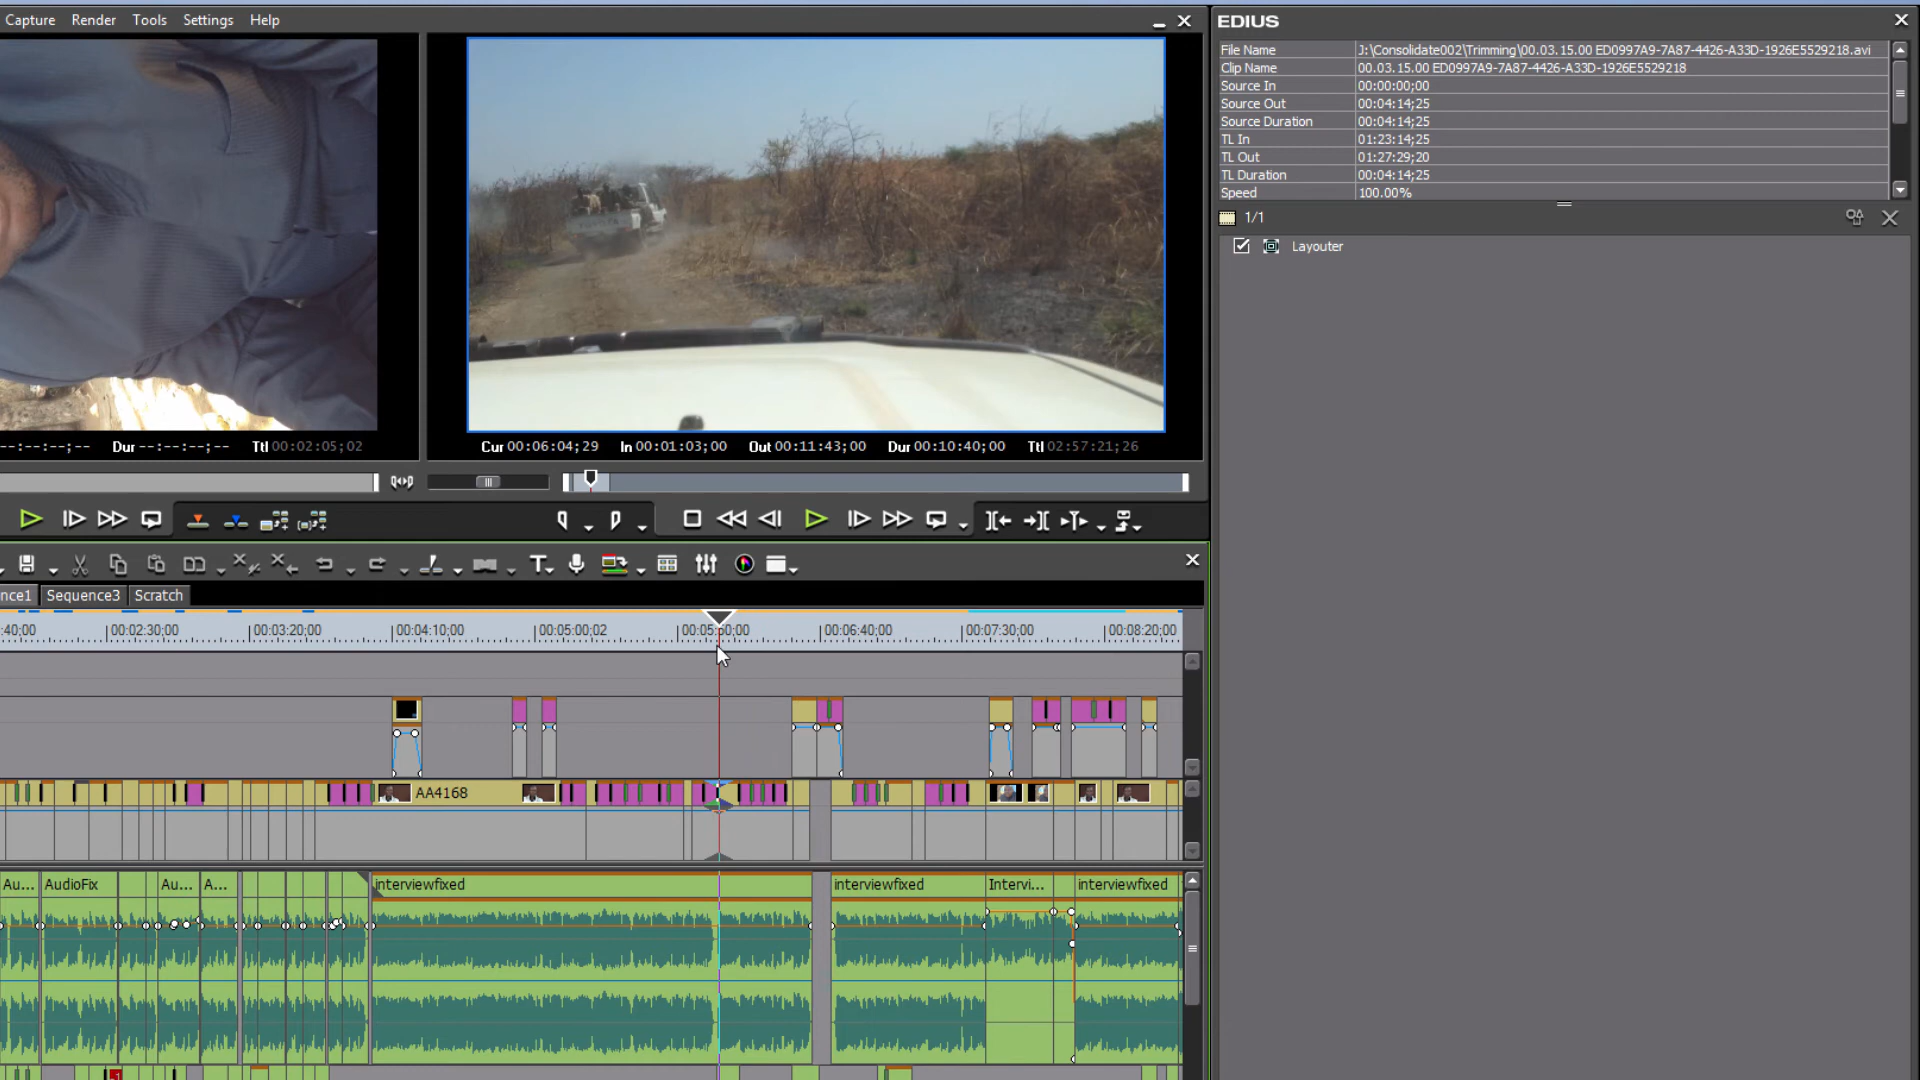 Capture Render Tools Settings Help
EDIUS
File Name J:\Consolidate002\Trimming\00.03.15.00 ED0997A9-7A87-4426-A33D-1926E5529218.avi
Clip Name 00.03.15.00 ED0997A9-7A87-4426-A33D-1926E5529218
Source In 00:00:00;00
Source Out 00:04:14;25
Source Duration 00:04:14;25
TL In 01:23:14;25
TL Out 01:27:29;20
TL Duration 00:04:14;25
Speed 100.00%
1/1
Layouter
--:--:--;-- Dur --:--:--;-- Ttl 00:02:05;02
Cur 00:06:04;29 In 00:01:03;00 Out 00:11:43;00 Dur 00:10:40;00 Ttl 02:57:21;26
nce1 Sequence3 Scratch
:40;00 00:02:30;00 00:03:20;00 00:04:10;00 00:05:00;02 00:05:50;00 00:06:40;00 00:07:30;00 00:08:20;00
AA4168
Au... AudioFix Au... A... interviewfixed interviewfixed Intervi... interviewfixed
-1